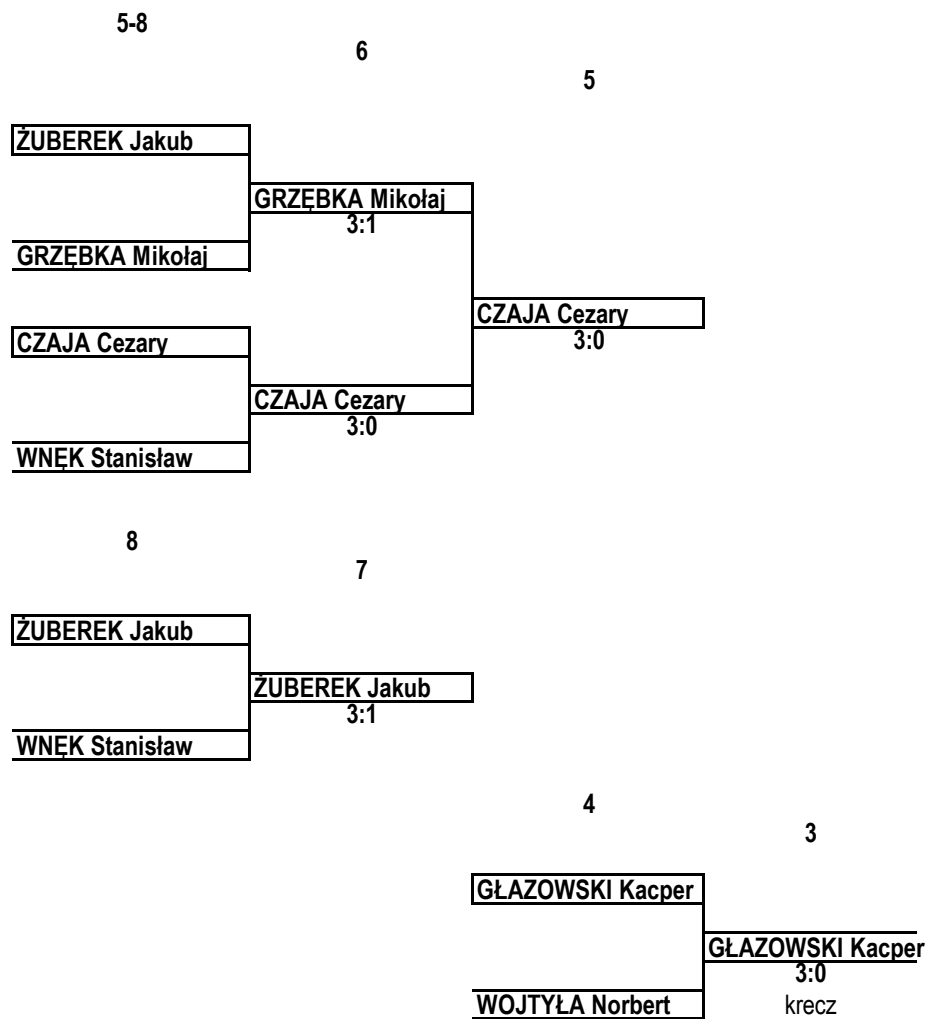 5-8
6
5
ŻUBEREK Jakub
GRZĘBKA Mikołaj
3:1
GRZĘBKA Mikołaj
CZAJA Cezary
3:0
CZAJA Cezary
CZAJA Cezary
3:0
WNĘK Stanisław
8
7
ŻUBEREK Jakub
ŻUBEREK Jakub
3:1
WNĘK Stanisław
4
3
GŁAZOWSKI Kacper
GŁAZOWSKI Kacper
3:0
WOJTYŁA Norbert krecz